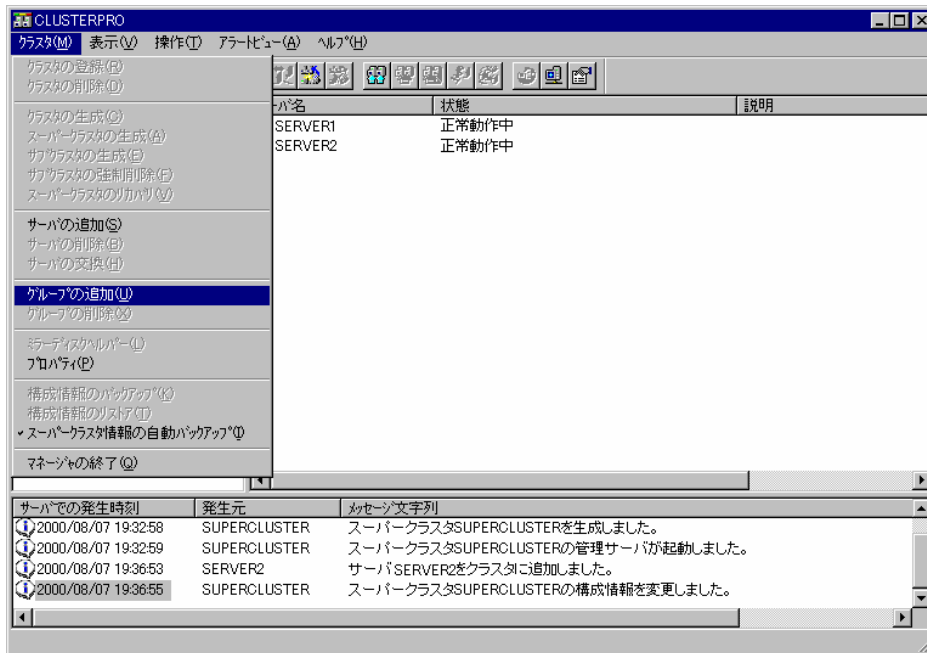 CLUSTERPRO
クラスタ(M) 表示(V) 操作(T) アラートビュー(A) ヘルプ(H)
クラスタの登録(R)
クラスタの削除(D)
クラスタの生成(C)
スーパークラスタの生成(A)
サブクラスタの生成(E)
サブクラスタの強制削除(F)
スーパークラスタのリカバリ(V)
サーバの追加(S)
サーバの削除(B)
サーバの交換(H)
グループの追加(U)
グループの削除(X)
ミラーディスクヘルパー(L)
プロパティ(P)
構成情報のバックアップ(K)
構成情報のリストア(T)
スーパークラスタ情報の自動バックアップ(I)
マネージャの終了(Q)
ーバ名 状態 説明
SERVER1 正常動作中
SERVER2 正常動作中
サーバでの発生時刻 発生元 メッセージ文字列
2000/08/07 19:32:58 SUPERCLUSTER スーパークラスタSUPERCLUSTERを生成しました。
2000/08/07 19:32:59 SUPERCLUSTER スーパークラスタSUPERCLUSTERの管理サーバが起動しました。
2000/08/07 19:36:53 SERVER2 サーバSERVER2をクラスタに追加しました。
2000/08/07 19:36:55 SUPERCLUSTER スーパークラスタSUPERCLUSTERの構成情報を変更しました。